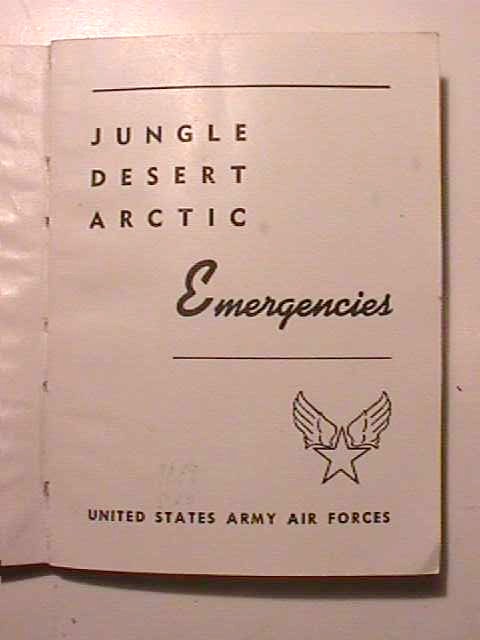 JUNGLE
DESERT
ARCTIC
Emergencies
UNITED STATES ARMY AIR FORCES